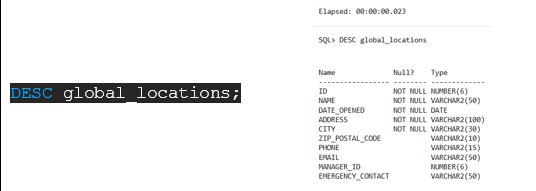 DESC global_locations;
Elapsed: 00:00:00.023
SQL> DESC global_locations
Name Null? Type
---------------- -------- -------------
ID NOT NULL NUMBER(6)
NAME NOT NULL VARCHAR2(50)
DATE_OPENED NOT NULL DATE
ADDRESS NOT NULL VARCHAR2(100)
CITY NOT NULL VARCHAR2(30)
ZIP_POSTAL_CODE VARCHAR2(10)
PHONE VARCHAR2(15)
EMAIL VARCHAR2(50)
MANAGER_ID NUMBER(6)
EMERGENCY_CONTACT VARCHAR2(50)